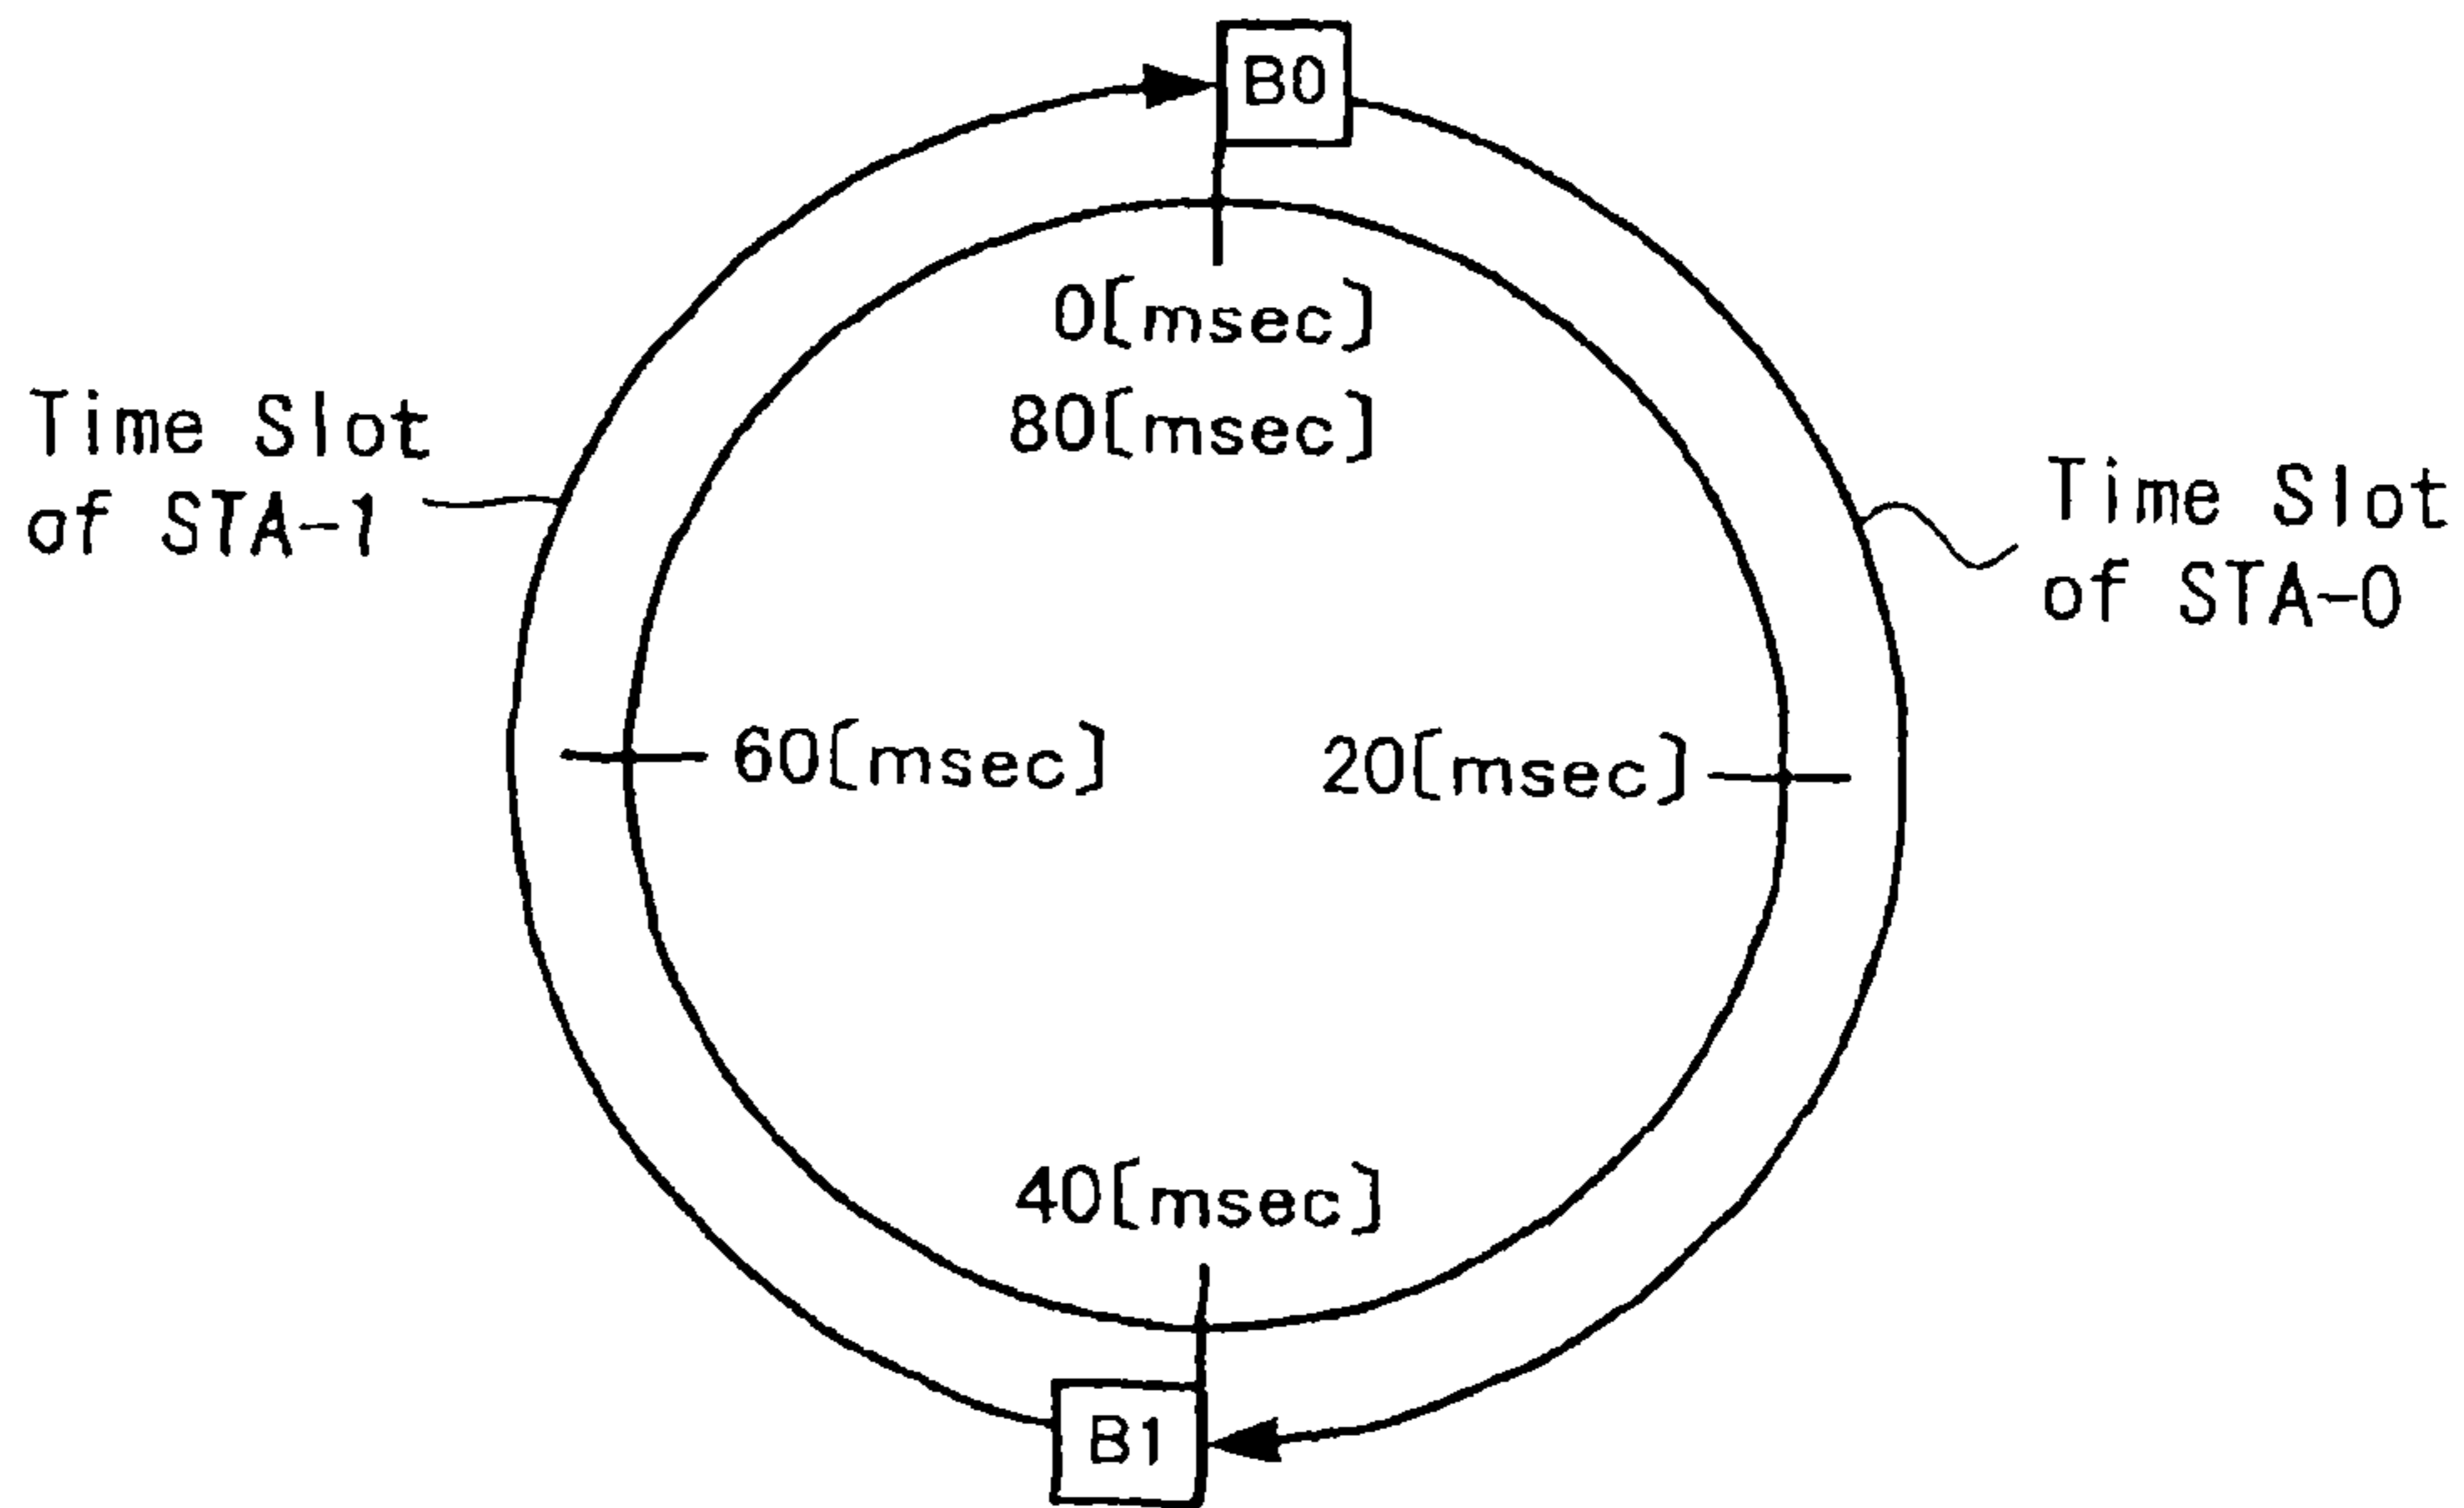 B0
0[msec]
80[msec]
Time Slot
of STA-1
Time Slot
of STA-0
60[msec]
20[msec]
40[msec]
B1